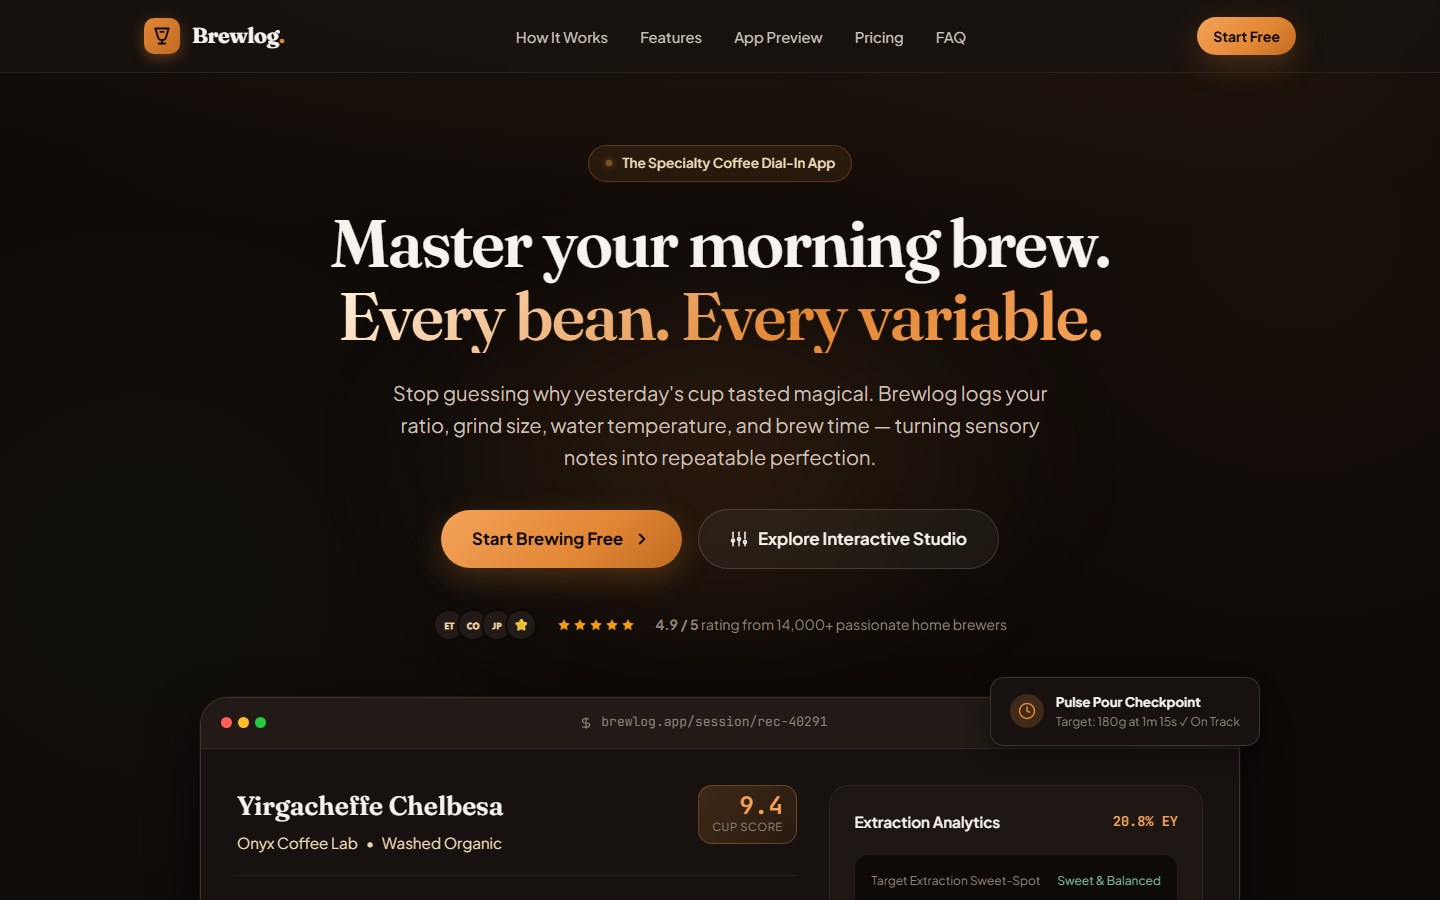 Brewlog.
How It Works
Features
App Preview
Pricing
FAQ
Start Free
The Specialty Coffee Dial-In App
Master your morning brew.
Every bean. Every variable.
Stop guessing why yesterday's cup tasted magical. Brewlog logs your
ratio, grind size, water temperature, and brew time — turning sensory
notes into repeatable perfection.
Start Brewing Free
Explore Interactive Studio
ET
CO
JP
4.9 / 5 rating from 14,000+ passionate home brewers
Pulse Pour Checkpoint
Target: 180g at 1m 15s ✓ On Track
$ brewlog.app/session/rec-40291
Yirgacheffe Chelbesa
Onyx Coffee Lab • Washed Organic
9.4
CUP SCORE
Extraction Analytics
20.8% EY
Target Extraction Sweet-Spot
Sweet & Balanced